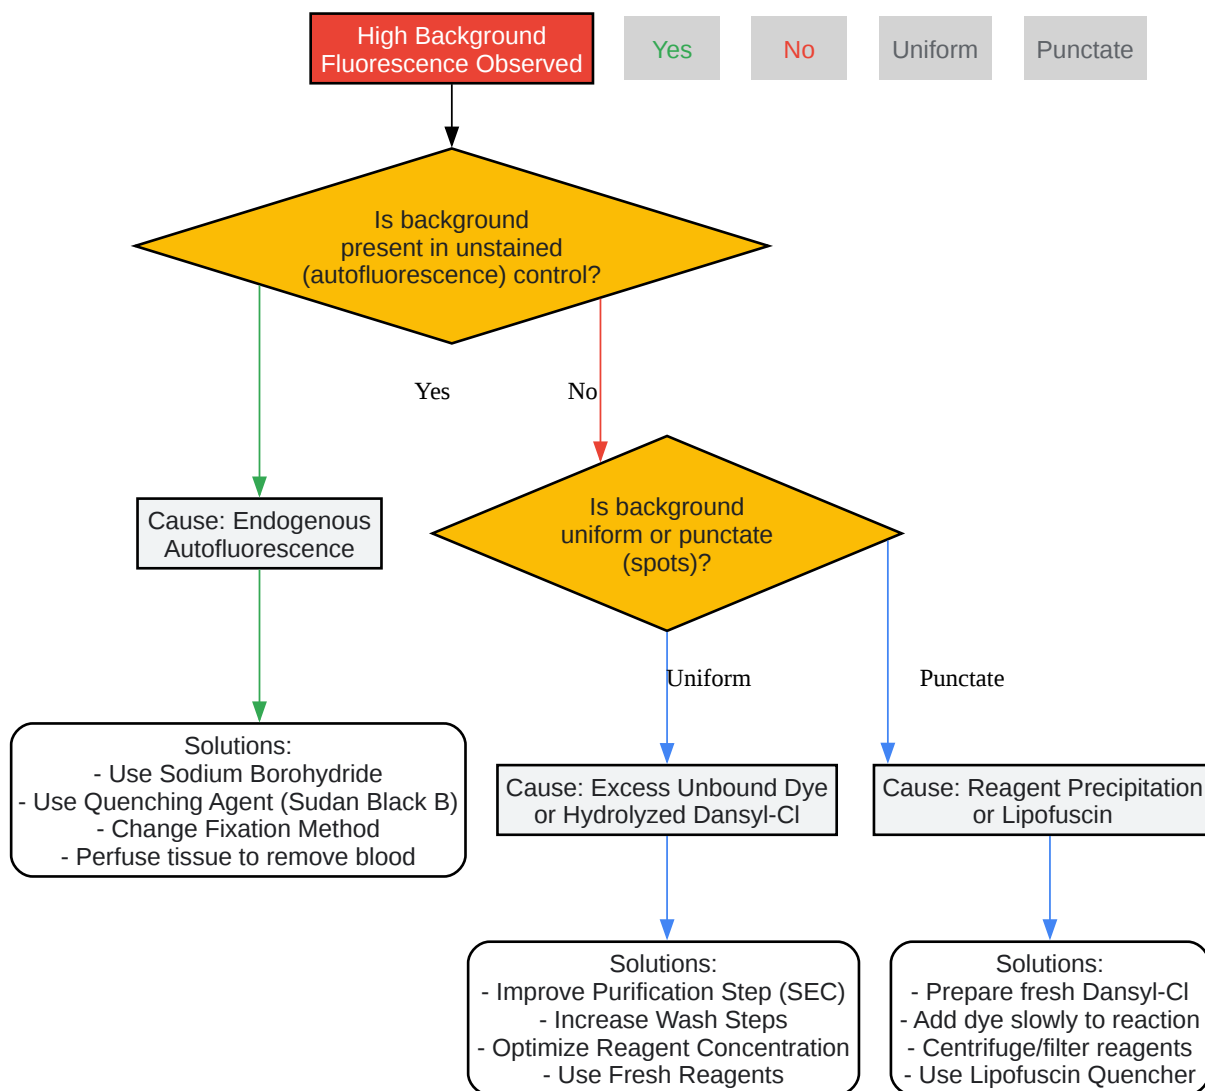 High Background
Fluorescence Observed
Yes
No
Uniform
Punctate
Is background
present in unstained
(autofluorescence) control?
Yes
No
Is background
uniform or punctate
(spots)?
Cause: Endogenous
Autofluorescence
Uniform
Punctate
Solutions:
- Use Sodium Borohydride
- Use Quenching Agent (Sudan Black B)
- Change Fixation Method
- Perfuse tissue to remove blood
Cause: Excess Unbound Dye
or Hydrolyzed Dansyl-Cl
Cause: Reagent Precipitation
or Lipofuscin
Solutions:
- Improve Purification Step (SEC)
- Increase Wash Steps
- Optimize Reagent Concentration
- Use Fresh Reagents
Solutions:
- Prepare fresh Dansyl-Cl
- Add dye slowly to reaction
- Centrifuge/filter reagents
- Use Lipofuscin Quencher